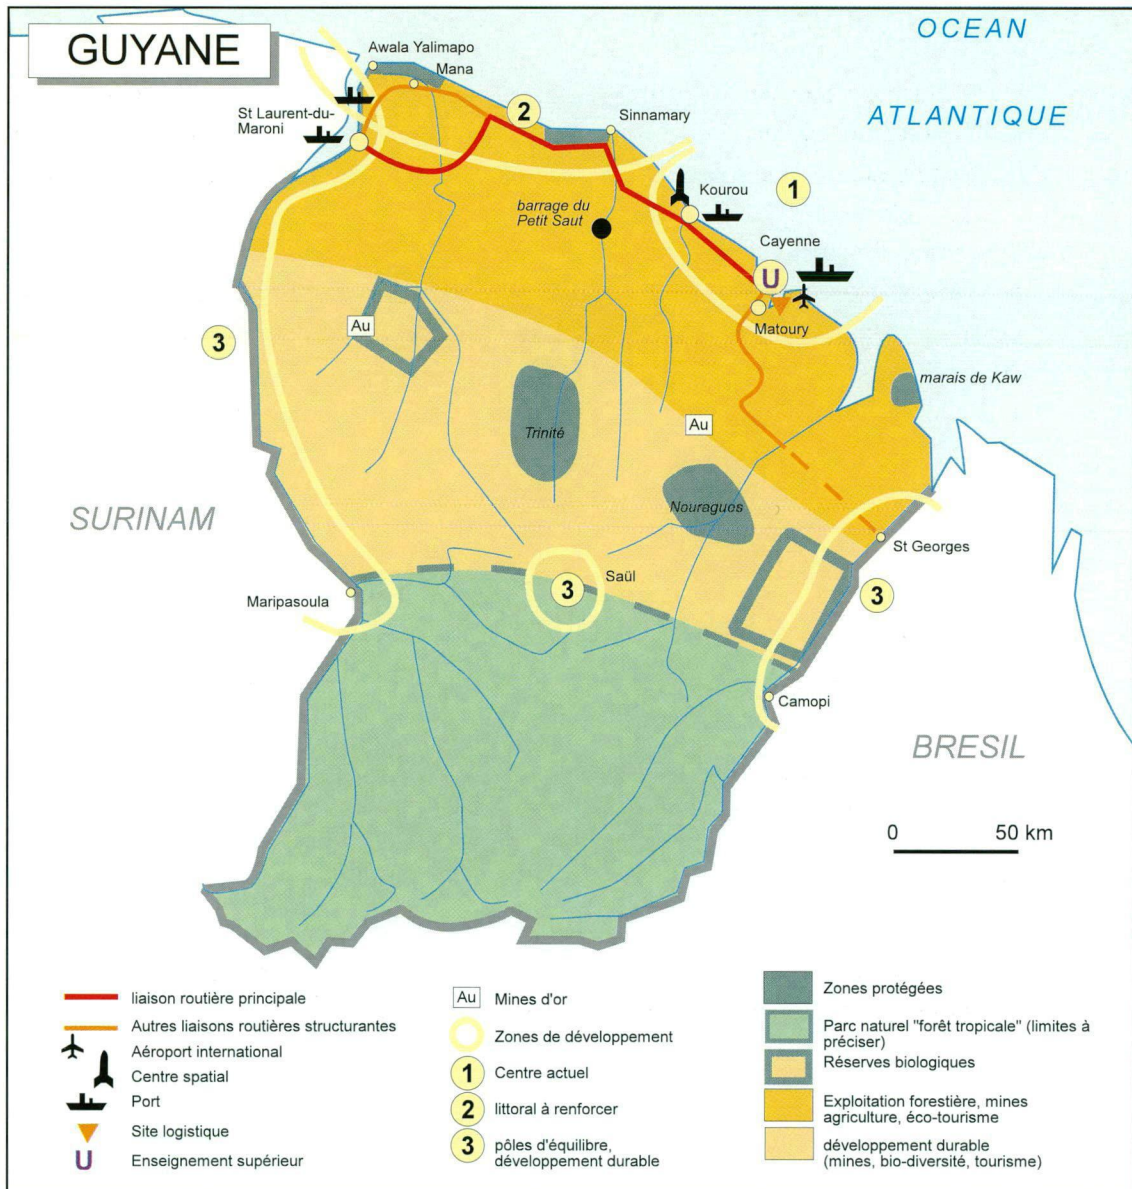 GUYANE
OCEAN
ATLANTIQUE
Awala Yalimapo
Mana
St Laurent-du-
Maroni
2
Sinnamary
barrage du
Petit Saut
Kourou
1
Cayenne
U
Matoury
3
Au
marais de Kaw
Trinité
Au
SURINAM
Nouragues
St Georges
Maripasoula
3
Saül
3
Camopi
BRESIL
0 50 km
liaison routière principale
Autres liaisons routières structurantes
Aéroport international
Centre spatial
Port
Site logistique
U Enseignement supérieur
Au Mines d'or
Zones de développement
1 Centre actuel
2 littoral à renforcer
3 pôles d'équilibre,
développement durable
Zones protégées
Parc naturel "forêt tropicale" (limites à
préciser)
Réserves biologiques
Exploitation forestière, mines
agriculture, éco-tourisme
développement durable
(mines, bio-diversité, tourisme)